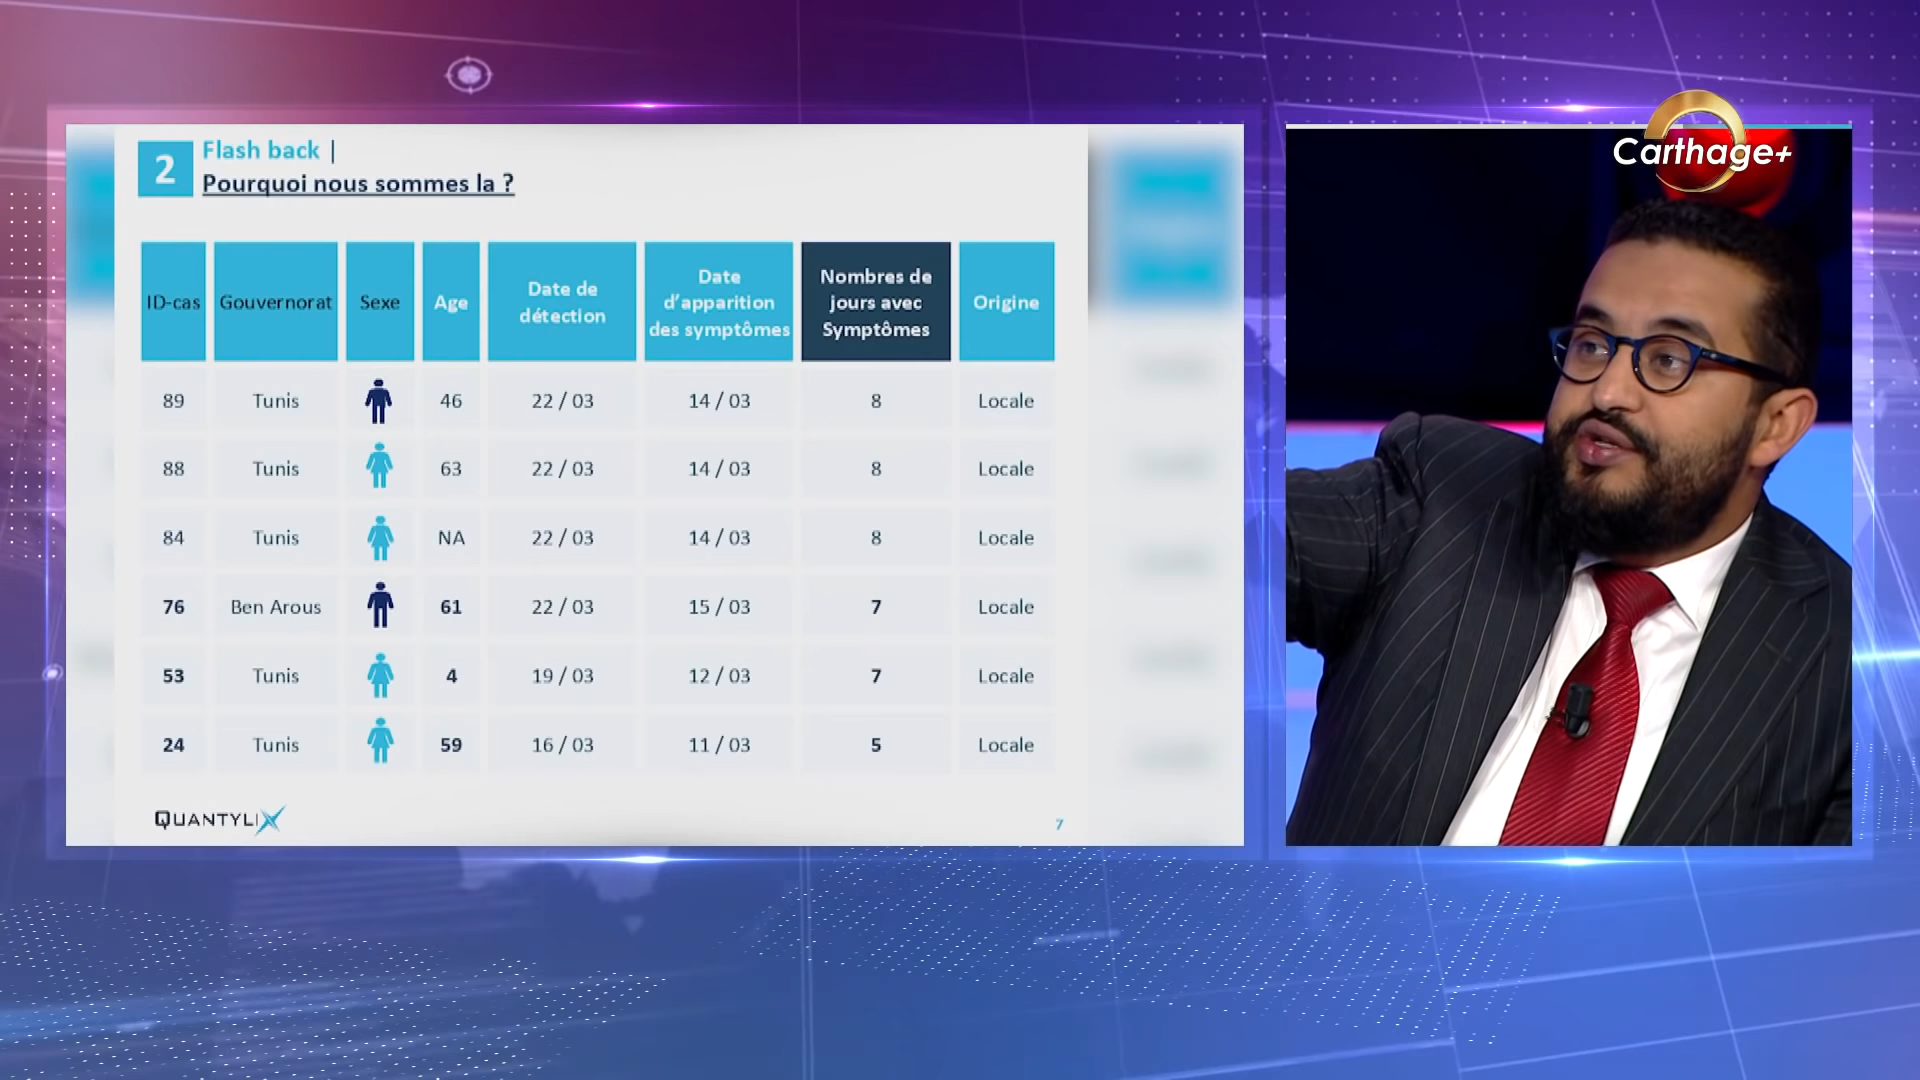 2
Flash back |
Pourquoi nous sommes la ?
ID-cas Gouvernorat Sexe Age Date de détection Date d'apparition des symptômes Nombres de jours avec Symptômes Origine
89 Tunis 46 22 / 03 14 / 03 8 Locale
88 Tunis 63 22 / 03 14 / 03 8 Locale
84 Tunis NA 22 / 03 14 / 03 8 Locale
76 Ben Arous 61 22 / 03 15 / 03 7 Locale
53 Tunis 4 19 / 03 12 / 03 7 Locale
24 Tunis 59 16 / 03 11 / 03 5 Locale
QUANTYLIX
7
Carthage+